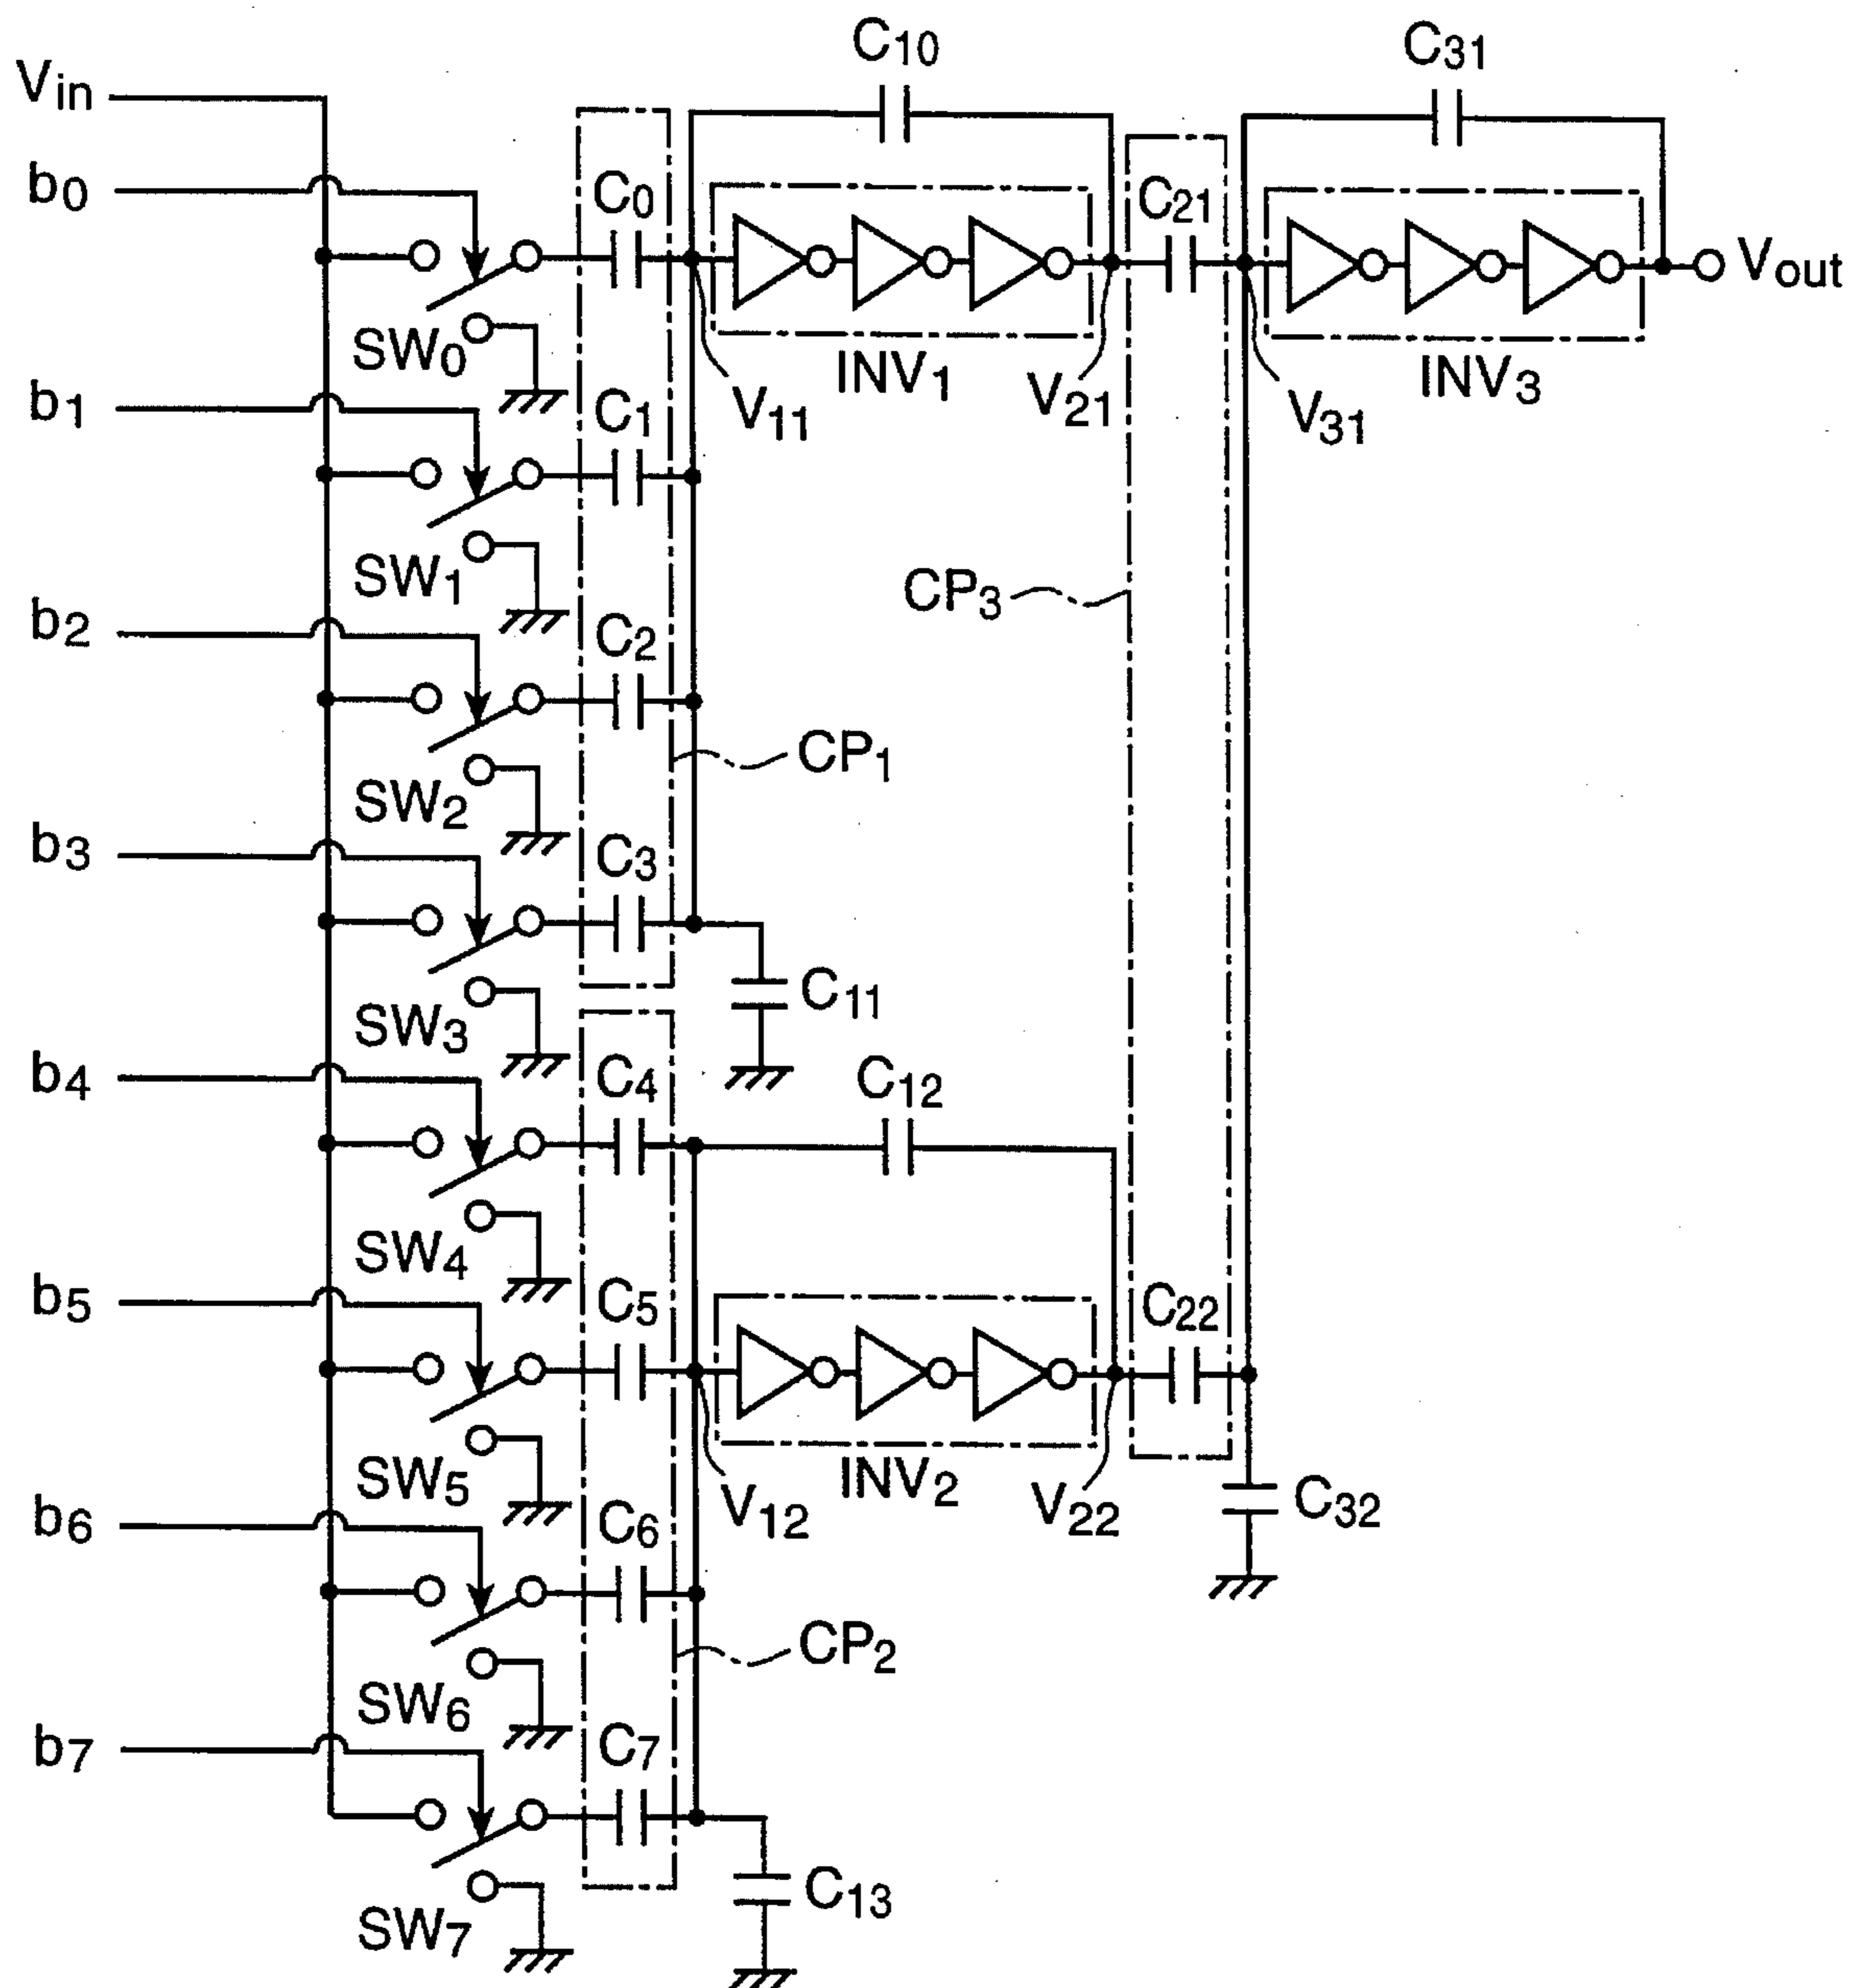 C10
C31
Vin
b0
C0
C21
Vout
SW0
INV1
INV3
b1
C1
V11
V21
V31
SW1
CP3
b2
C2
CP1
SW2
b3
C3
C11
SW3
b4
C4
C12
SW4
b5
C5
C22
SW5
INV2
V12
V22
C32
b6
C6
CP2
SW6
b7
C7
C13
SW7